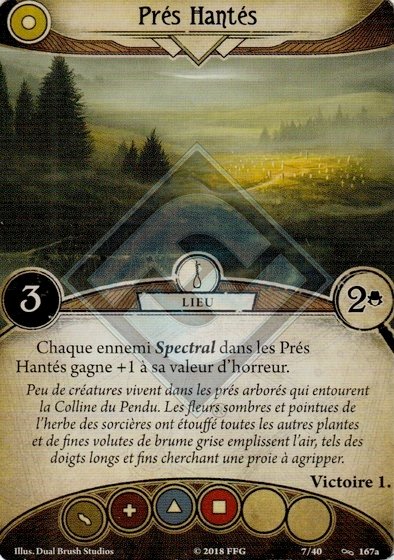 Prés Hantés
3
LIEU
2
Chaque ennemi Spectral dans les Prés
Hantés gagne +1 à sa valeur d'horreur.
Peu de créatures vivent dans les prés arborés qui entourent
la Colline du Pendu. Les fleurs sombres et pointues de
l'herbe des sorcières ont étouffé toutes les autres plantes
et de fines volutes de brume grise emplissent l'air, tels des
doigts longs et fins cherchant une proie à agripper.
Victoire 1.
Illus. Dual Brush Studios © 2018 FFG 7/40 167a